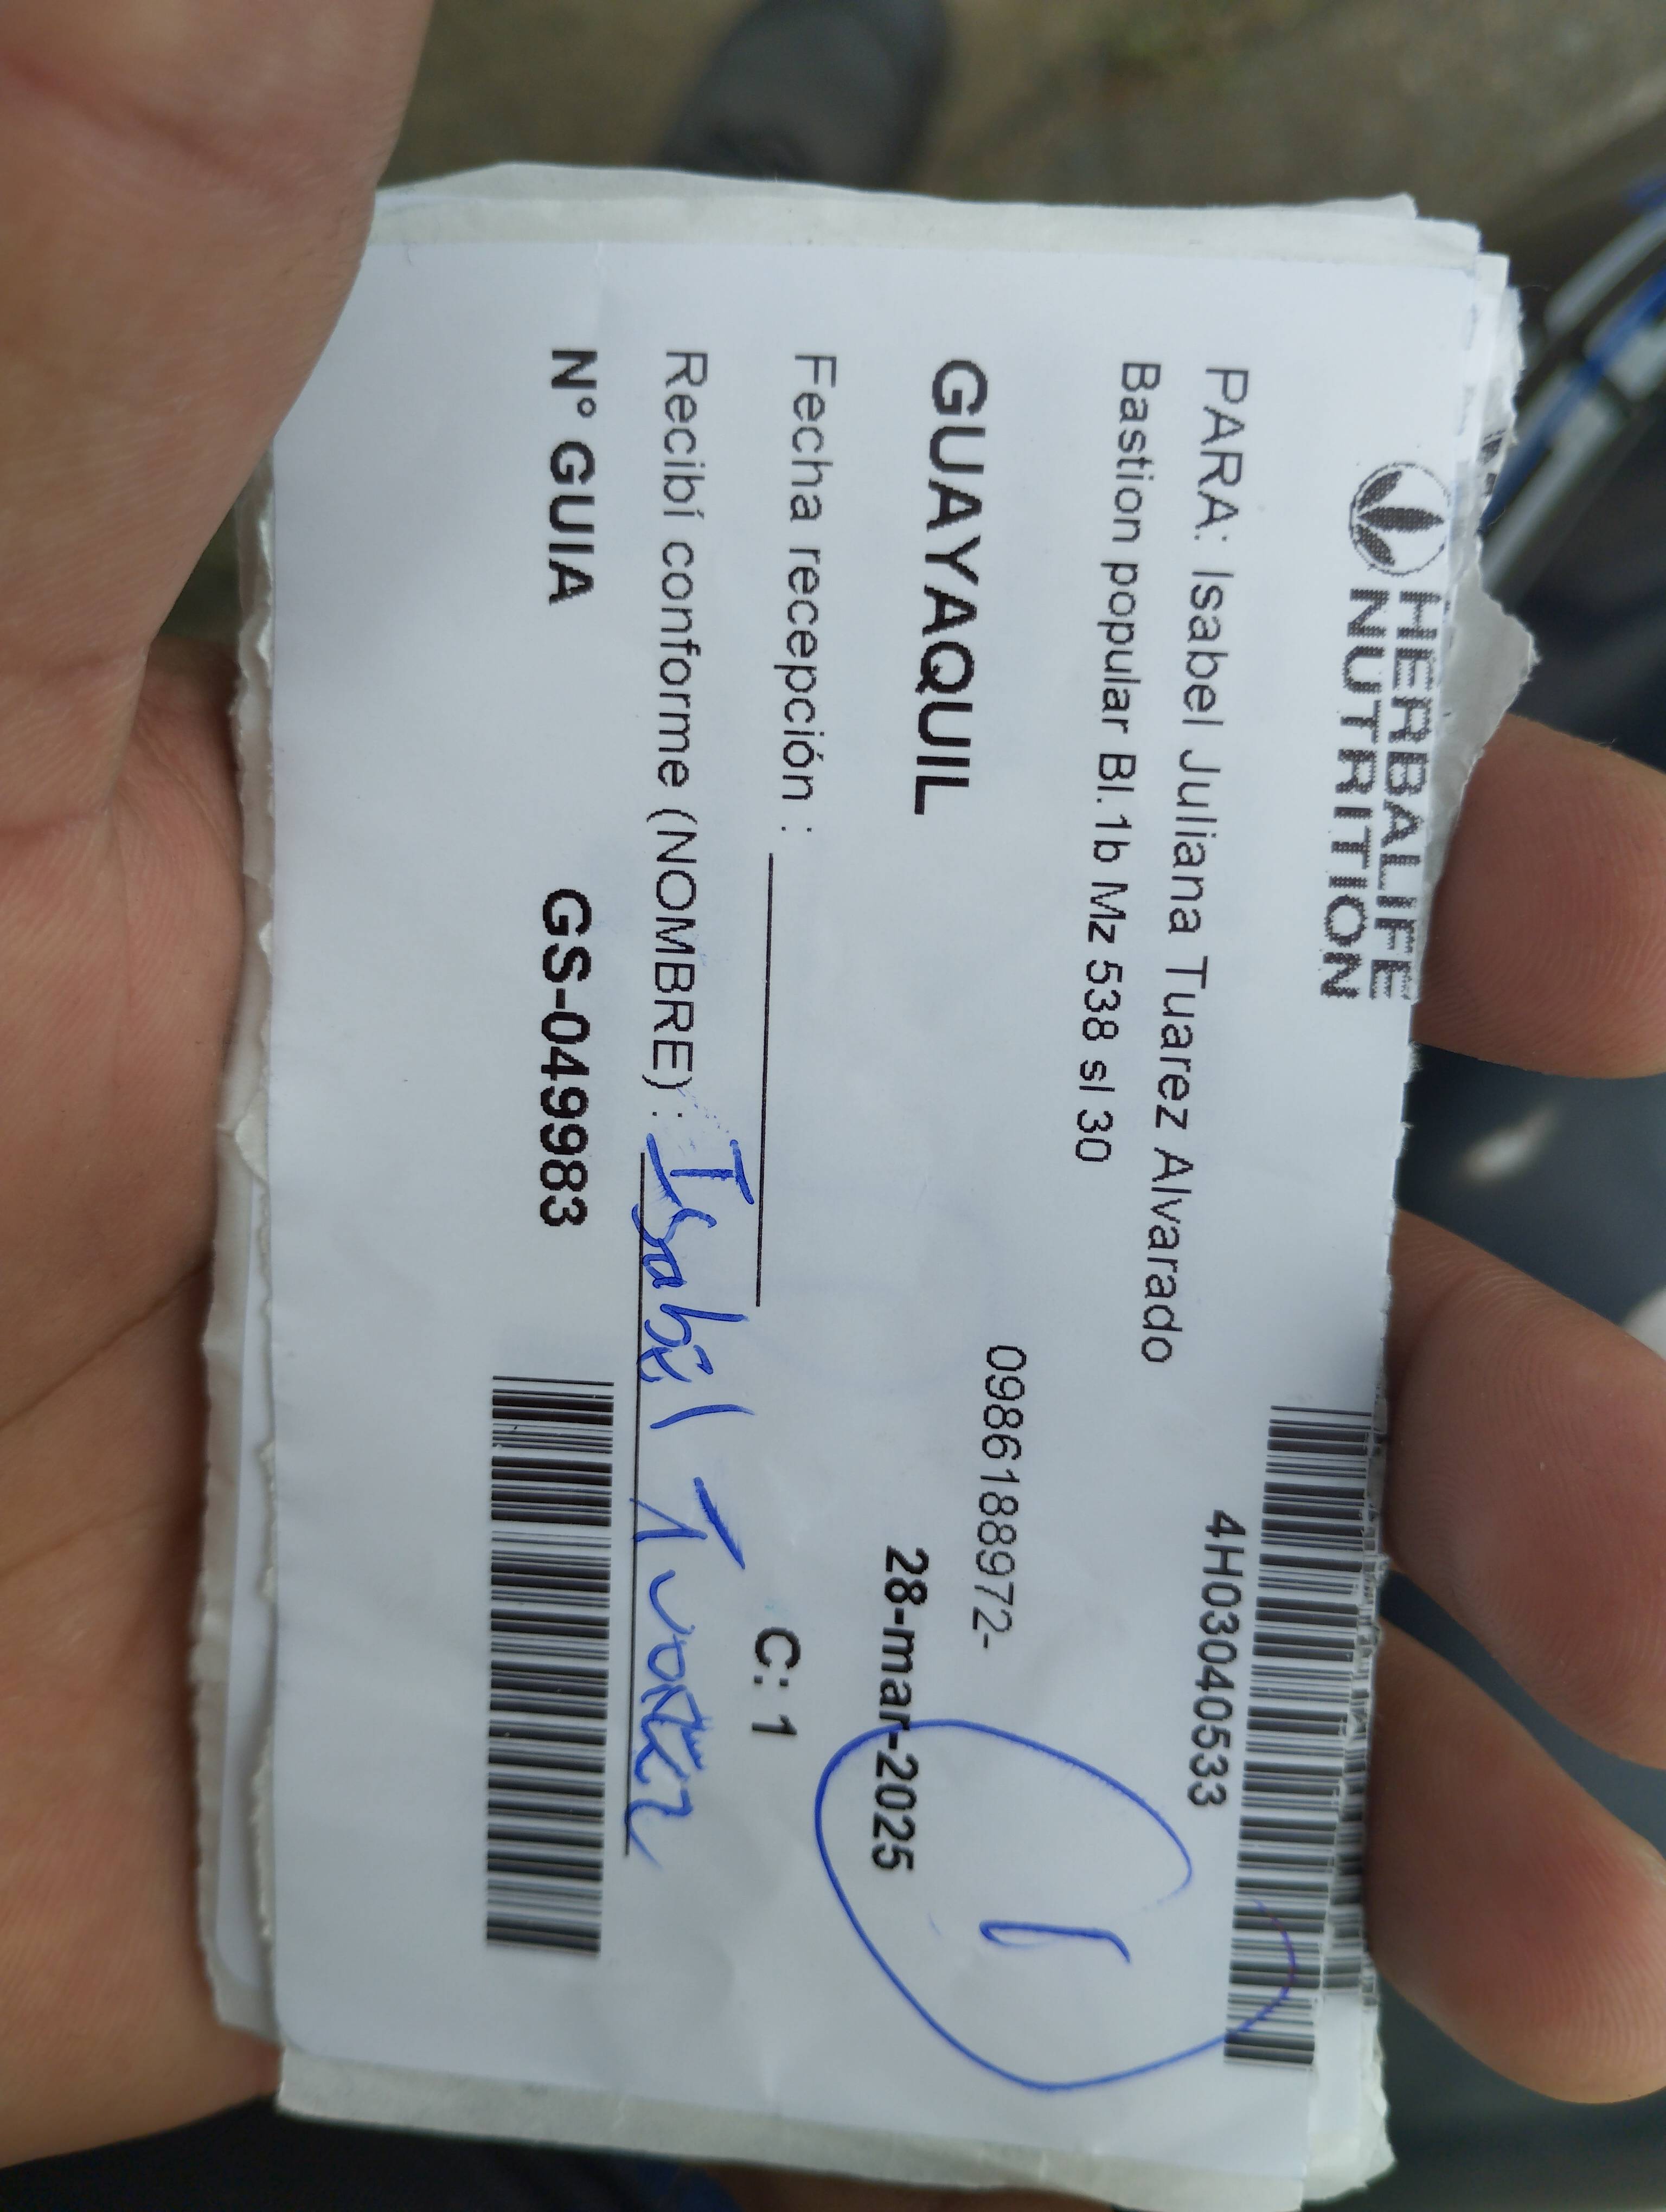 HERBALIFE
NUTRITION
4H03040533
PARA: Isabel Juliana Tuarez Alvarado
Bastion popular Bl.1b Mz 538 sl 30
0986188972-
GUAYAQUIL
28-mar-2025
Fecha recepción :
C: 1
Recibí conforme (NOMBRE) : Isabel Tuarez
N° GUIA GS-049983